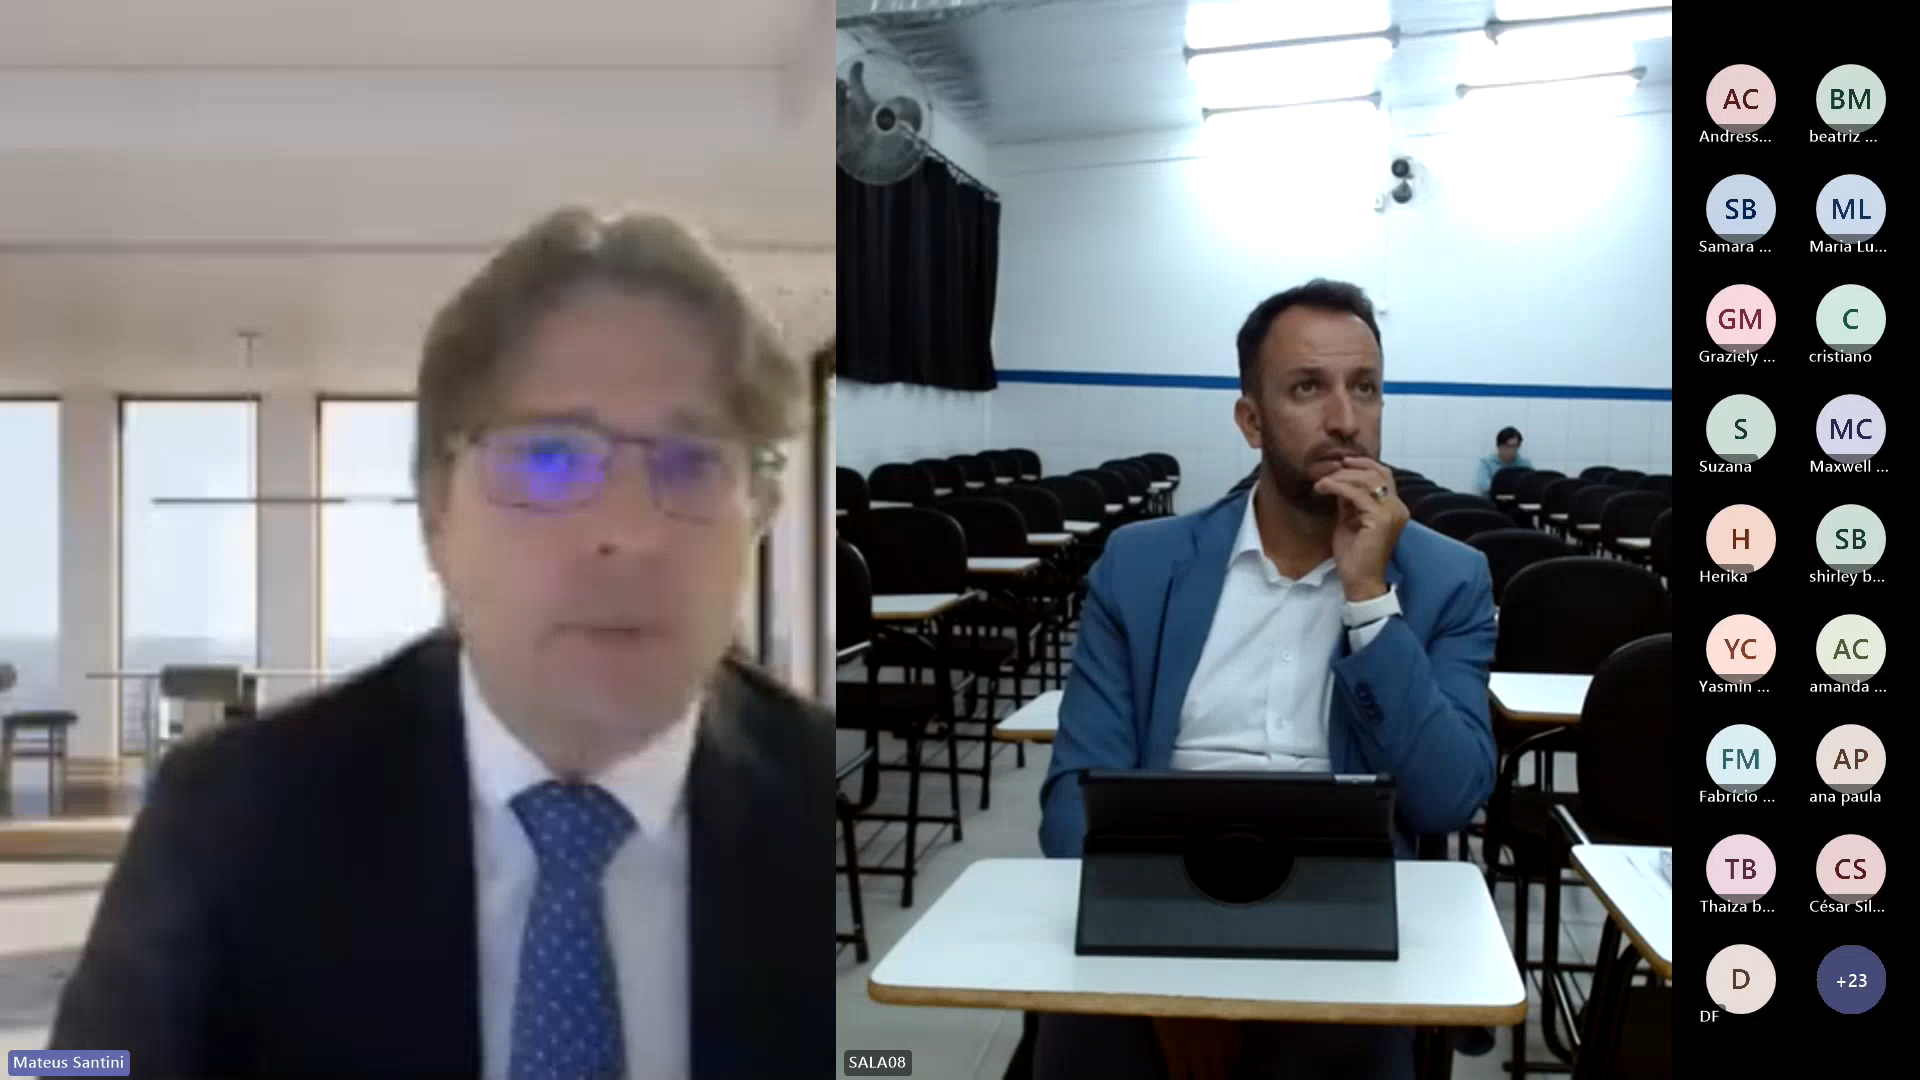 Mateus Santini
SALA08
AC
BM
Andress...
beatriz ...
SB
ML
Samara ...
Maria Lu...
GM
C
Graziely ...
cristiano
S
MC
Suzana
Maxwell ...
H
SB
Herika
shirley b...
YC
AC
Yasmin ...
amanda ...
FM
AP
Fabrício ...
ana paula
TB
CS
Thaiza b...
César Sil...
D
+23
DF